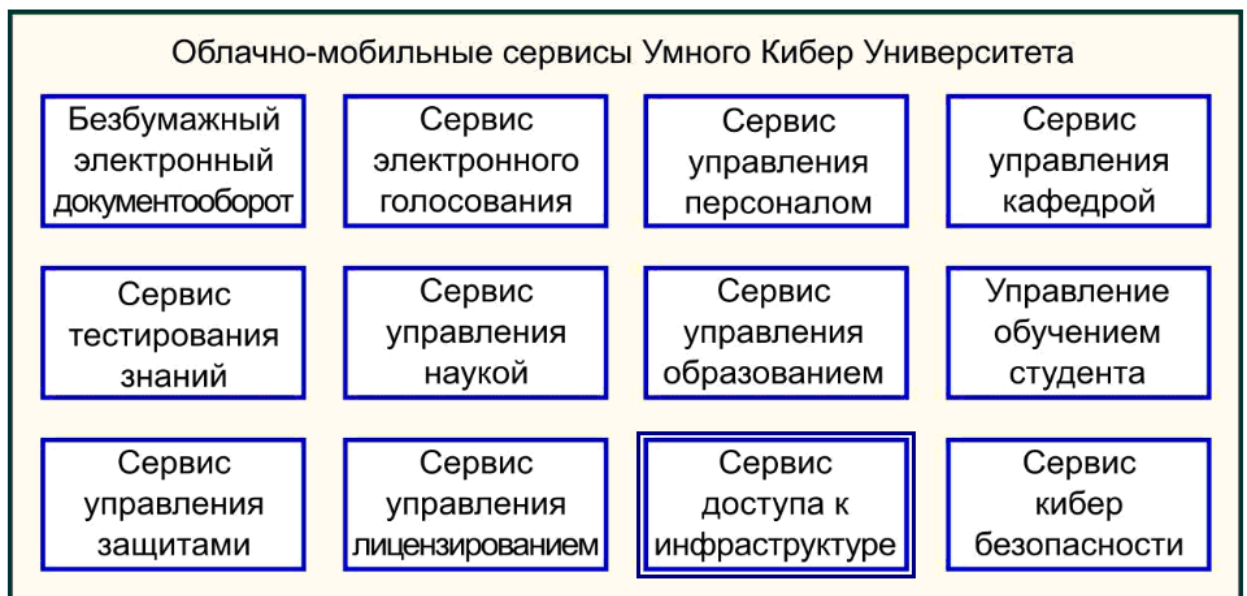 Облачно-мобильные сервисы Умного Кибер Университета
Безбумажный
электронный
документооборот
Сервис
электронного
голосования
Сервис
управления
персоналом
Сервис
управления
кафедрой
Сервис
тестирования
знаний
Сервис
управления
наукой
Сервис
управления
образованием
Управление
обучением
студента
Сервис
управления
защитами
Сервис
управления
лицензированием
Сервис
доступа к
инфраструктуре
Сервис
кибер
безопасности